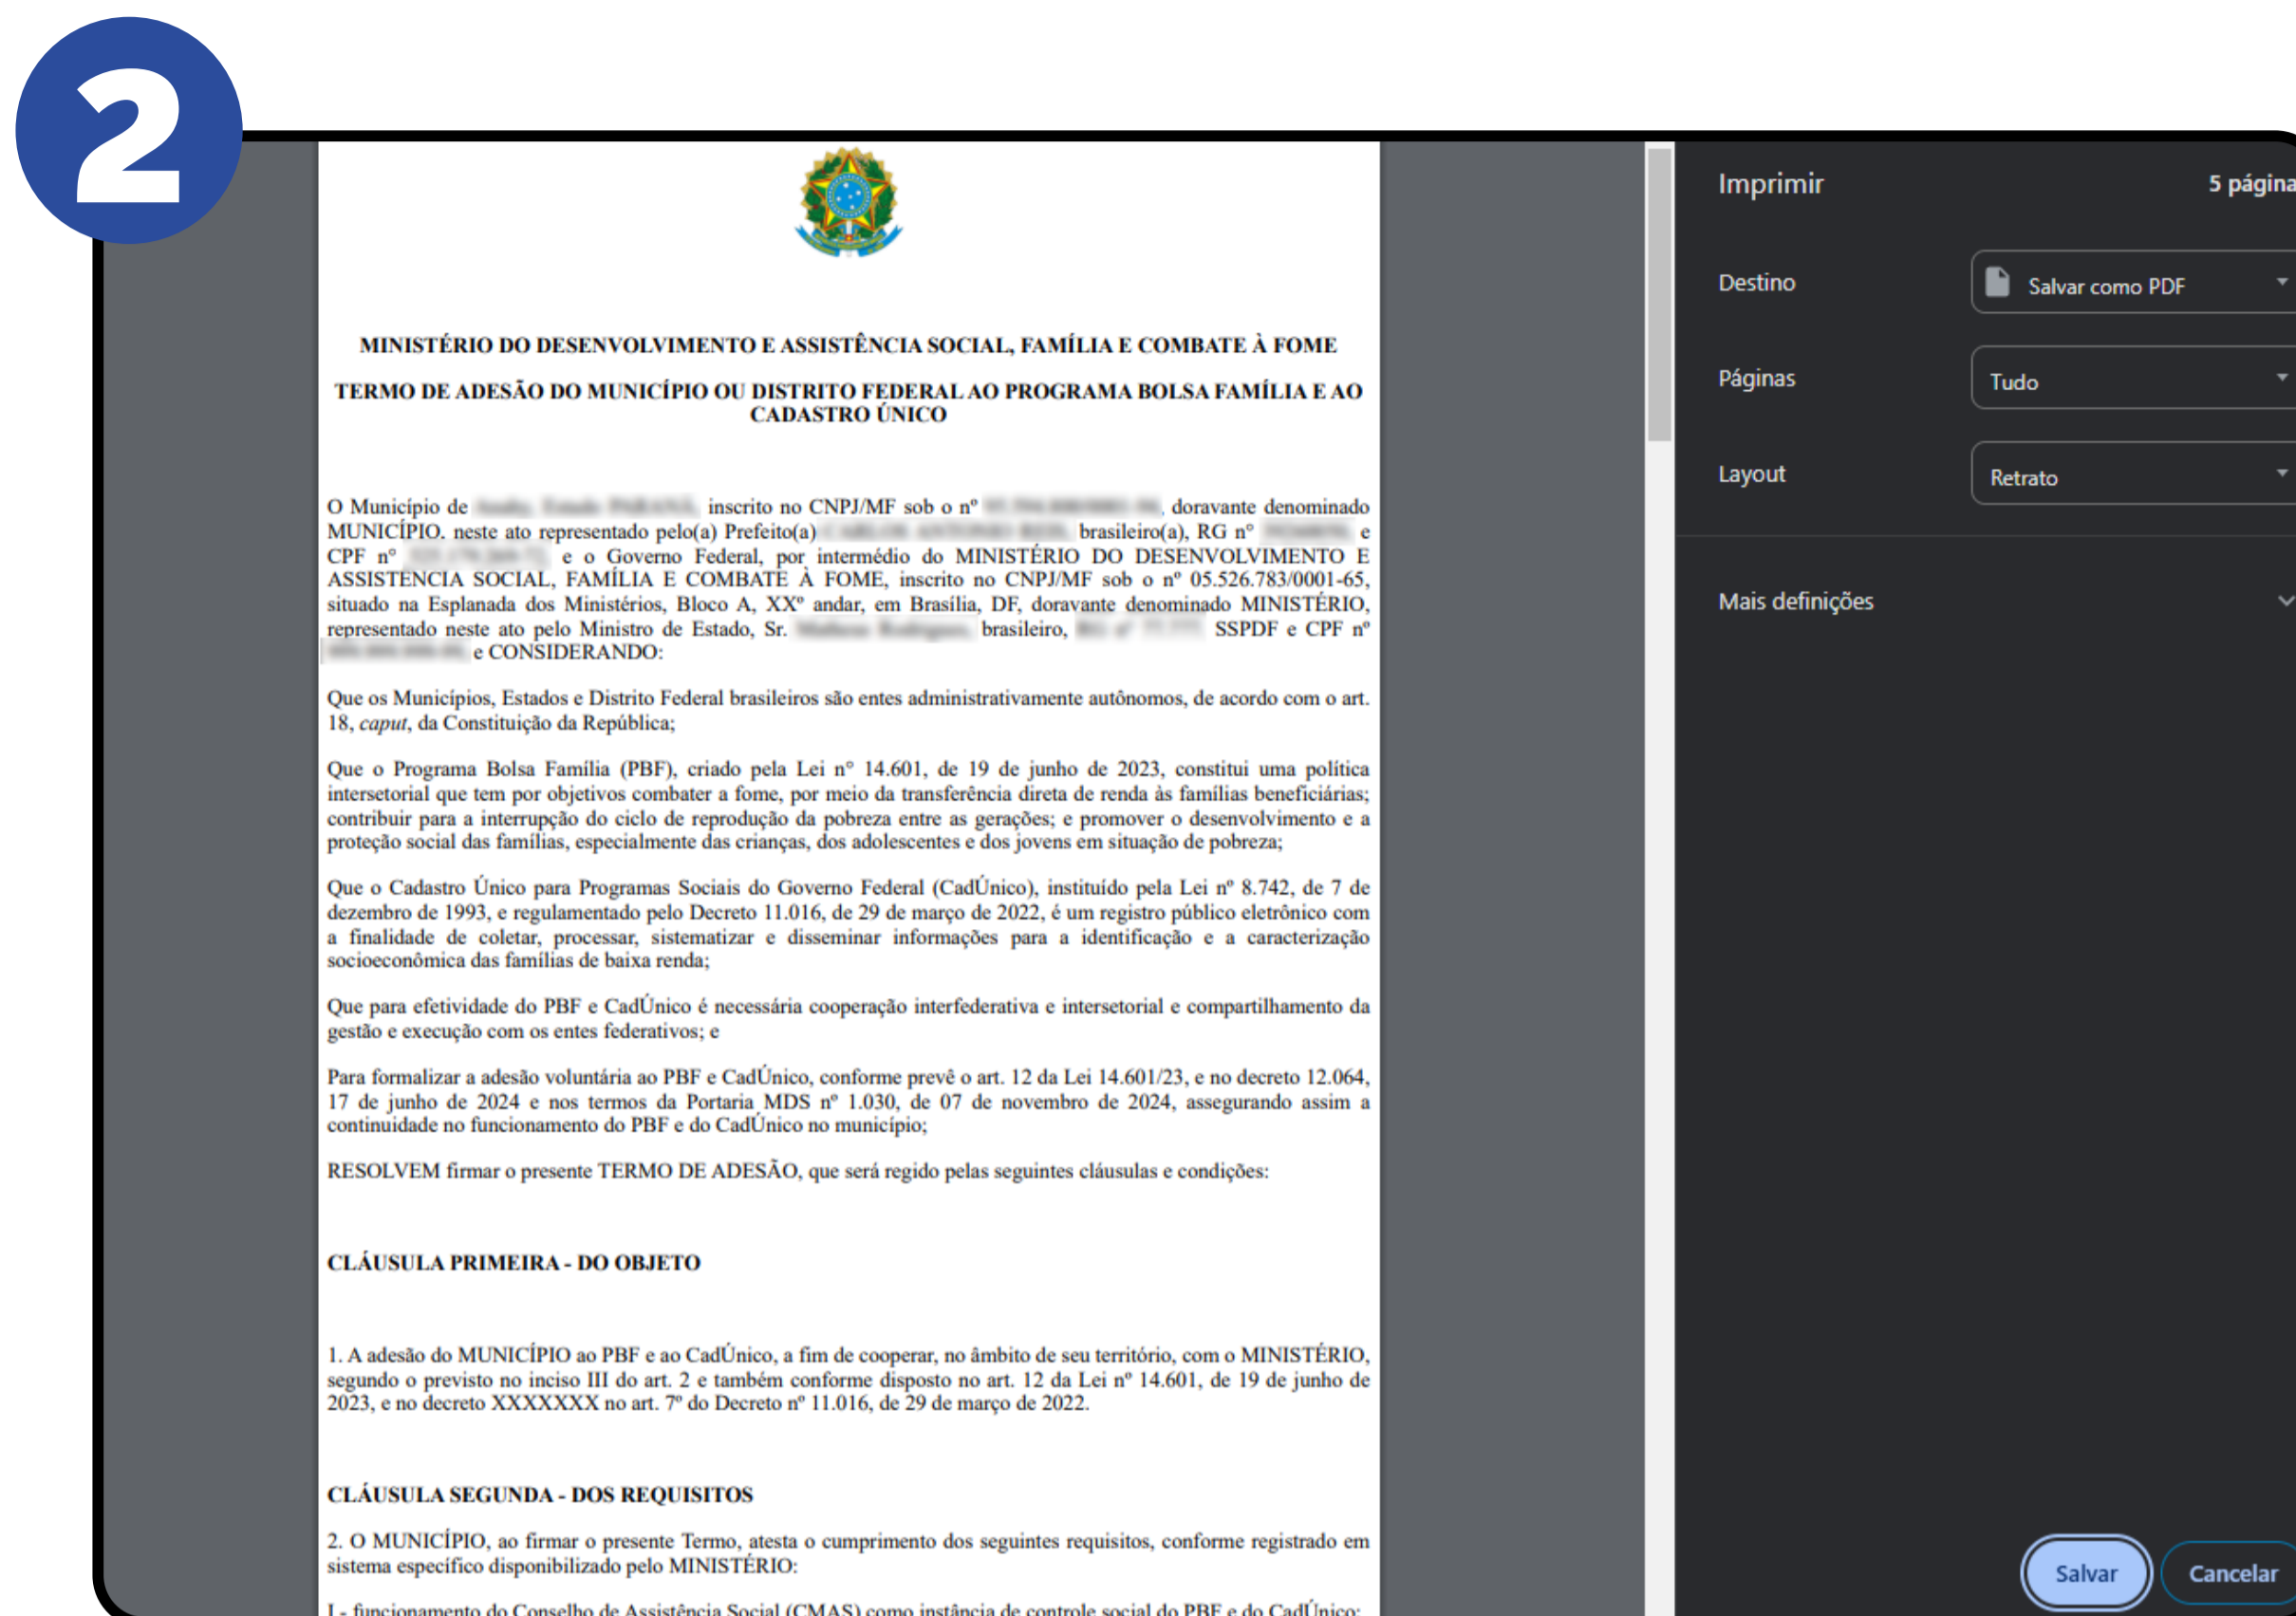 2
MINISTÉRIO DO DESENVOLVIMENTO E ASSISTÊNCIA SOCIAL, FAMÍLIA E COMBATE À FOME
TERMO DE ADESÃO DO MUNICÍPIO OU DISTRITO FEDERAL AO PROGRAMA BOLSA FAMÍLIA E AO
CADASTRO ÚNICO
O Município de inscrito no CNPJ/MF sob o nº , doravante denominado
MUNICÍPIO. neste ato representado pelo(a) Prefeito(a) brasileiro(a), RG n° e
CPF n° e o Governo Federal, por intermédio do MINISTÉRIO DO DESENVOLVIMENTO E
ASSISTENCIA SOCIAL, FAMÍLIA E COMBATE À FOME, inscrito no CNPJ/MF sob o nº 05.526.783/0001-65,
situado na Esplanada dos Ministérios, Bloco A, XXº andar, em Brasília, DF, doravante denominado MINISTÉRIO,
representado neste ato pelo Ministro de Estado, Sr. brasileiro, SSPDF e CPF nº
e CONSIDERANDO:
Que os Municípios, Estados e Distrito Federal brasileiros são entes administrativamente autônomos, de acordo com o art.
18, caput, da Constituição da República;
Que o Programa Bolsa Família (PBF), criado pela Lei n° 14.601, de 19 de junho de 2023, constitui uma política
intersetorial que tem por objetivos combater a fome, por meio da transferência direta de renda às famílias beneficiárias;
contribuir para a interrupção do ciclo de reprodução da pobreza entre as gerações; e promover o desenvolvimento e a
proteção social das famílias, especialmente das crianças, dos adolescentes e dos jovens em situação de pobreza;
Que o Cadastro Único para Programas Sociais do Governo Federal (CadÚnico), instituído pela Lei nº 8.742, de 7 de
dezembro de 1993, e regulamentado pelo Decreto 11.016, de 29 de março de 2022, é um registro público eletrônico com
a finalidade de coletar, processar, sistematizar e disseminar informações para a identificação e a caracterização
socioeconômica das famílias de baixa renda;
Que para efetividade do PBF e CadÚnico é necessária cooperação interfederativa e intersetorial e compartilhamento da
gestão e execução com os entes federativos; e
Para formalizar a adesão voluntária ao PBF e CadÚnico, conforme prevê o art. 12 da Lei 14.601/23, e no decreto 12.064,
17 de junho de 2024 e nos termos da Portaria MDS nº 1.030, de 07 de novembro de 2024, assegurando assim a
continuidade no funcionamento do PBF e do CadÚnico no município;
RESOLVEM firmar o presente TERMO DE ADESÃO, que será regido pelas seguintes cláusulas e condições:
CLÁUSULA PRIMEIRA - DO OBJETO
1. A adesão do MUNICÍPIO ao PBF e ao CadÚnico, a fim de cooperar, no âmbito de seu território, com o MINISTÉRIO,
segundo o previsto no inciso III do art. 2 e também conforme disposto no art. 12 da Lei nº 14.601, de 19 de junho de
2023, e no decreto XXXXXXX no art. 7º do Decreto nº 11.016, de 29 de março de 2022.
CLÁUSULA SEGUNDA - DOS REQUISITOS
2. O MUNICÍPIO, ao firmar o presente Termo, atesta o cumprimento dos seguintes requisitos, conforme registrado em
sistema específico disponibilizado pelo MINISTÉRIO:
I - funcionamento do Conselho de Assistência Social (CMAS) como instância de controle social do PBF e do CadÚnico;
Imprimir
5 página
Destino
Salvar como PDF
Páginas
Tudo
Layout
Retrato
Mais definições
Salvar
Cancelar